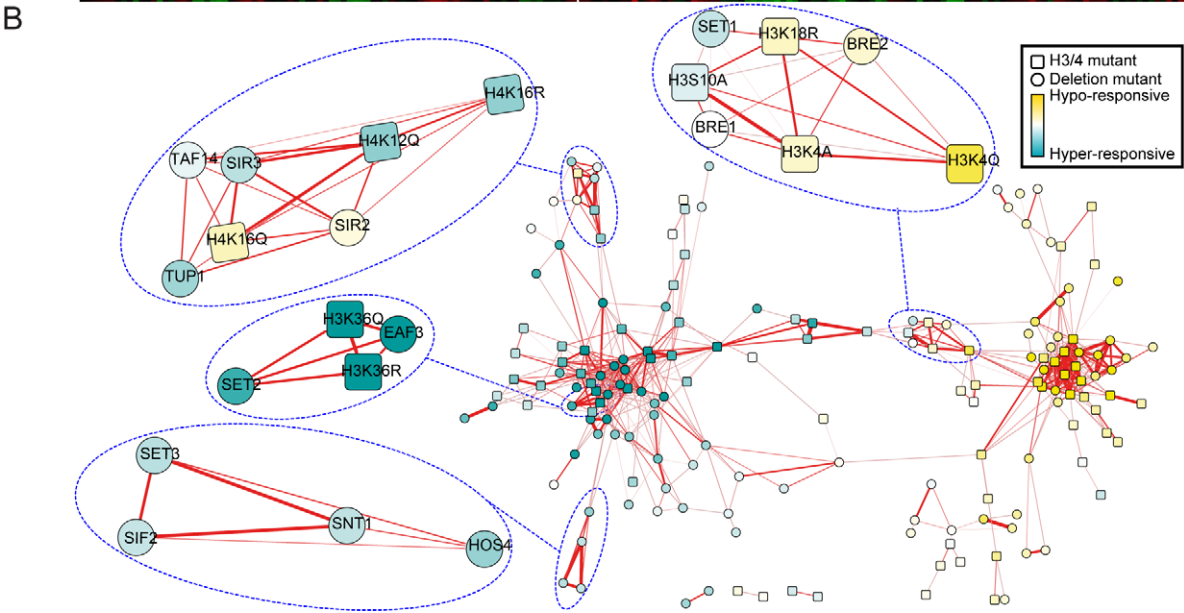 B
SET1
H3K18R
BRE2
H3S10A
BRE1
H3K4A
H3K4Q
H3/4 mutant
Deletion mutant
Hypo-responsive
Hyper-responsive
H4K16R
H4K12Q
TAF14
SIR3
H4K16Q
SIR2
TUP1
H3K36Q
EAF3
H3K36R
SET2
SET3
SNT1
SIF2
HOS4